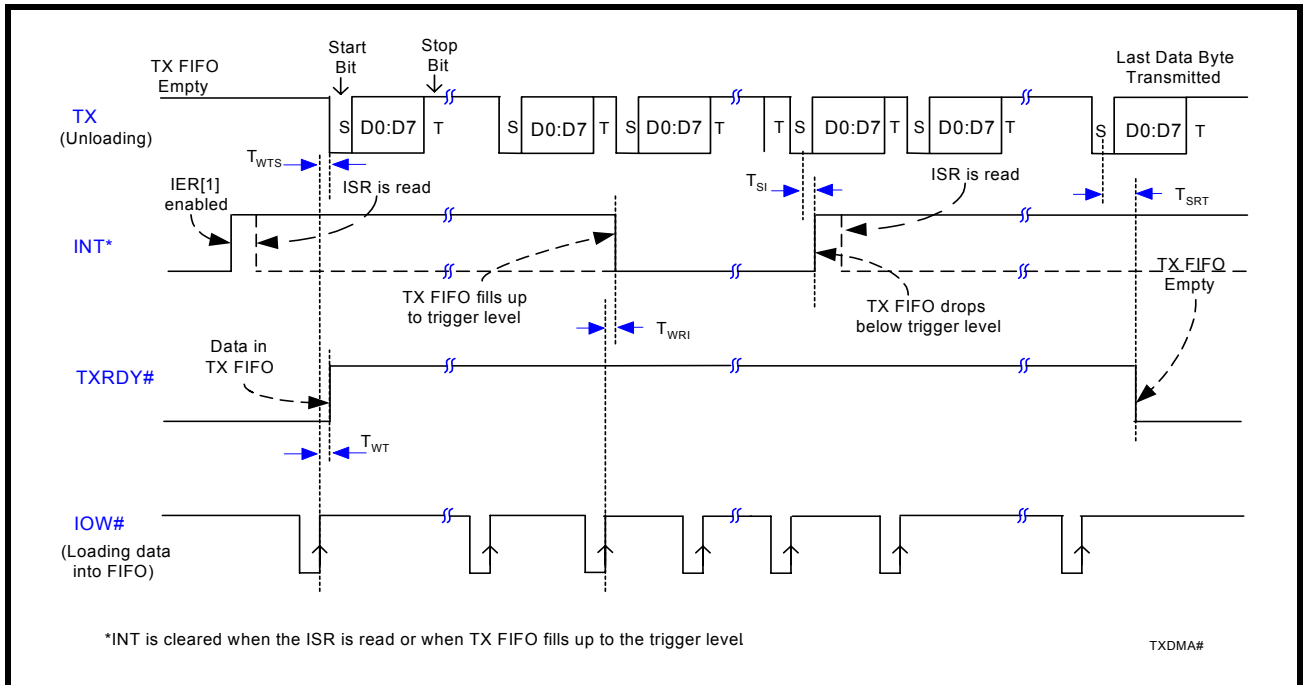 TX FIFO
Empty
Start
Bit
Stop
Bit
Last Data Byte
Transmitted
TX
(Unloading)
S D0:D7 T S D0:D7 T S D0:D7 T T S D0:D7 T S D0:D7 T S D0:D7 T
TWTS
IER[1]
enabled
ISR is read
TSI
ISR is read
TSRT
INT*
TX FIFO fills up
to trigger level
TX FIFO drops
below trigger level
TX FIFO
Empty
TWRI
Data in
TX FIFO
TXRDY#
TWT
IOW#
(Loading data
into FIFO)
*INT is cleared when the ISR is read or when TX FIFO fills up to the trigger level.
TXDMA#